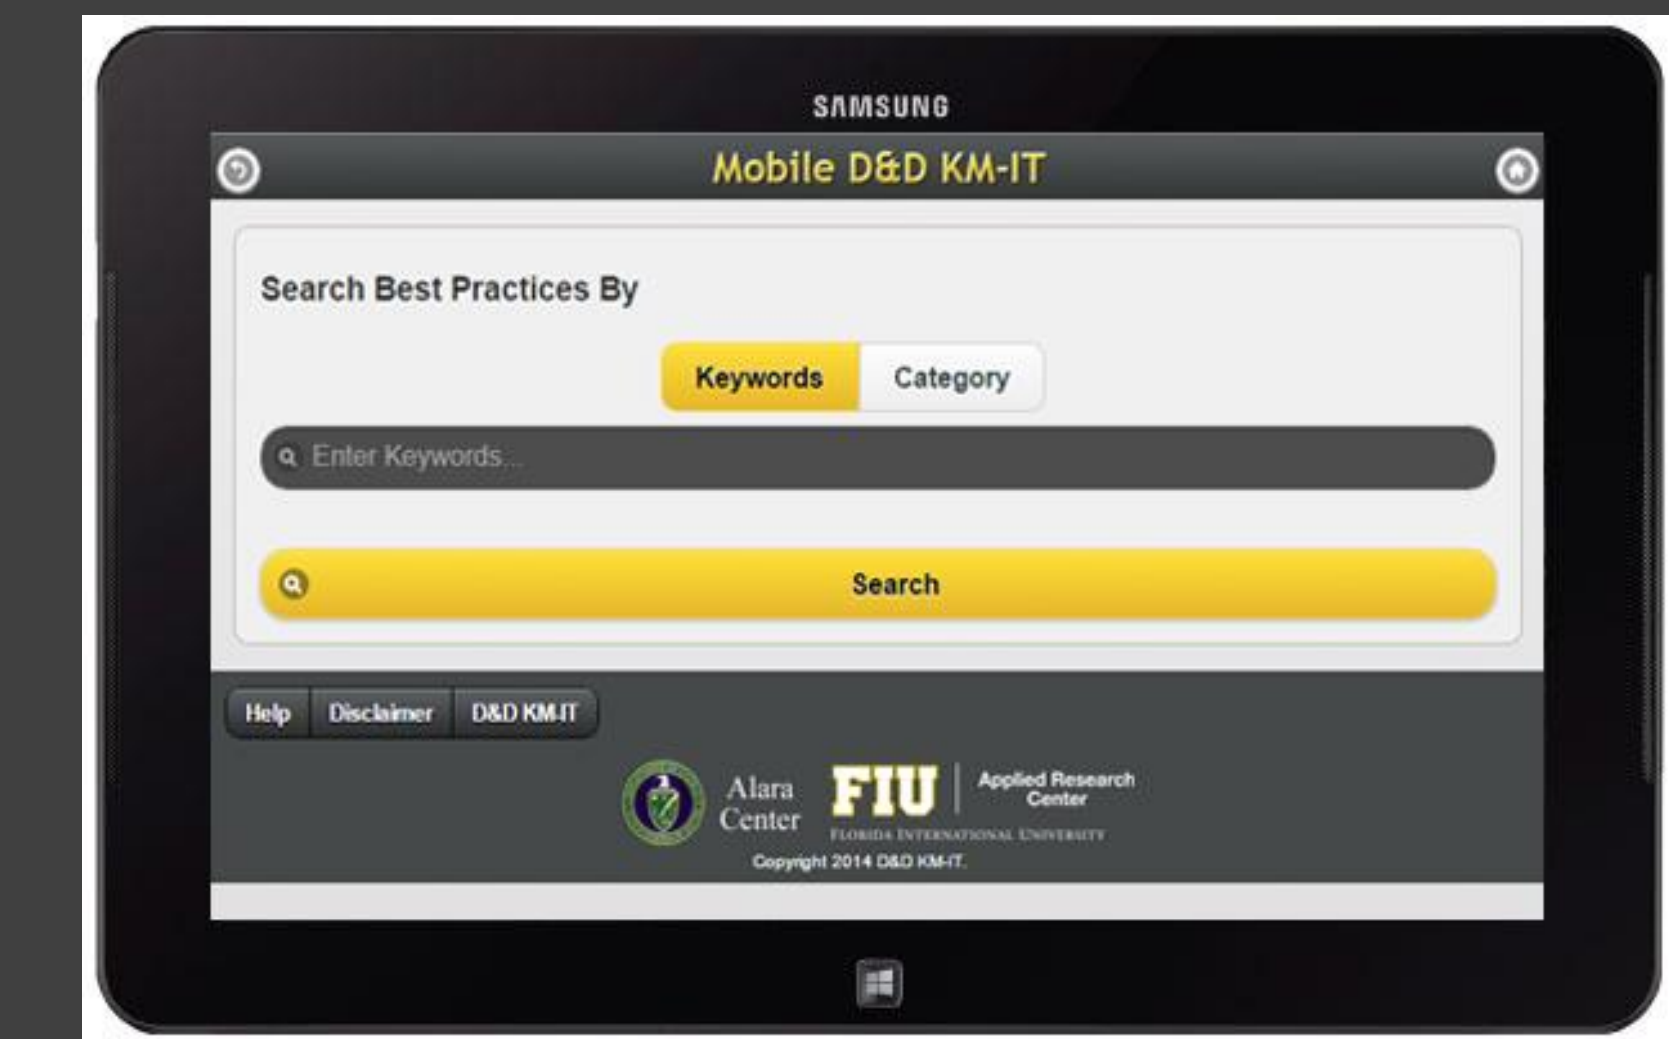 SAMSUNG
Mobile D&D KM-IT
Search Best Practices By
Keywords Category
Enter Keywords...
Search
Help Disclaimer D&D KM-IT
Alara
Center
FIU
Applied Research
Center
FLORIDA INTERNATIONAL UNIVERSITY
Copyright 2014 D&D KM-IT.